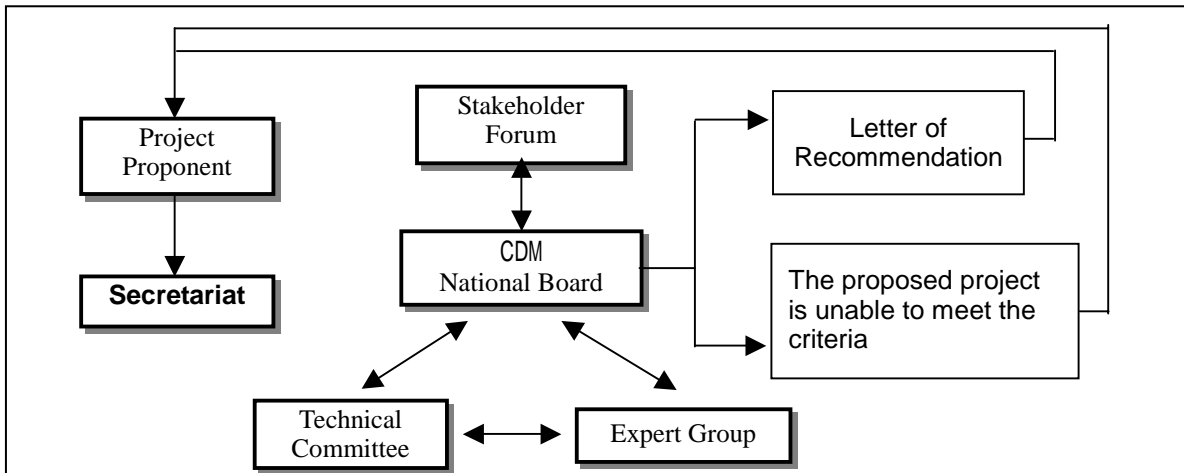 Project
Proponent
Secretariat
Stakeholder
Forum
CDM
National Board
Technical
Committee
Expert Group
Letter of
Recommendation
The proposed project
is unable to meet the
criteria